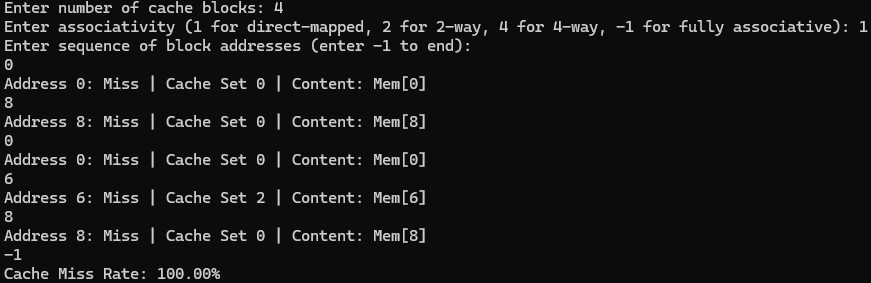 Enter number of cache blocks: 4
Enter associativity (1 for direct-mapped, 2 for 2-way, 4 for 4-way, -1 for fully associative): 1
Enter sequence of block addresses (enter -1 to end):
0
Address 0: Miss | Cache Set 0 | Content: Mem[0]
8
Address 8: Miss | Cache Set 0 | Content: Mem[8]
0
Address 0: Miss | Cache Set 0 | Content: Mem[0]
6
Address 6: Miss | Cache Set 2 | Content: Mem[6]
8
Address 8: Miss | Cache Set 0 | Content: Mem[8]
-1
Cache Miss Rate: 100.00%